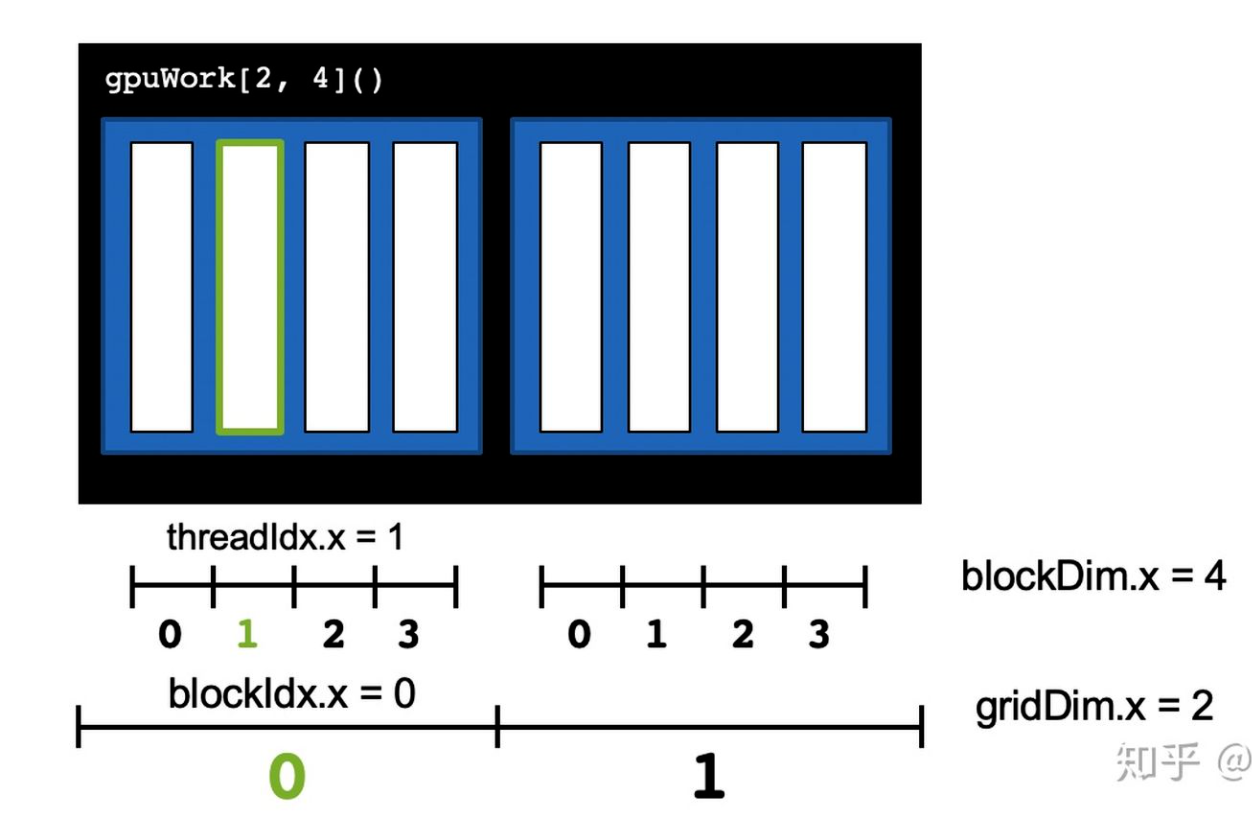 gpuWork[2, 4]()
threadIdx.x = 1
0 1 2 3 0 1 2 3
blockDim.x = 4
blockIdx.x = 0
gridDim.x = 2
0 1
知乎 @